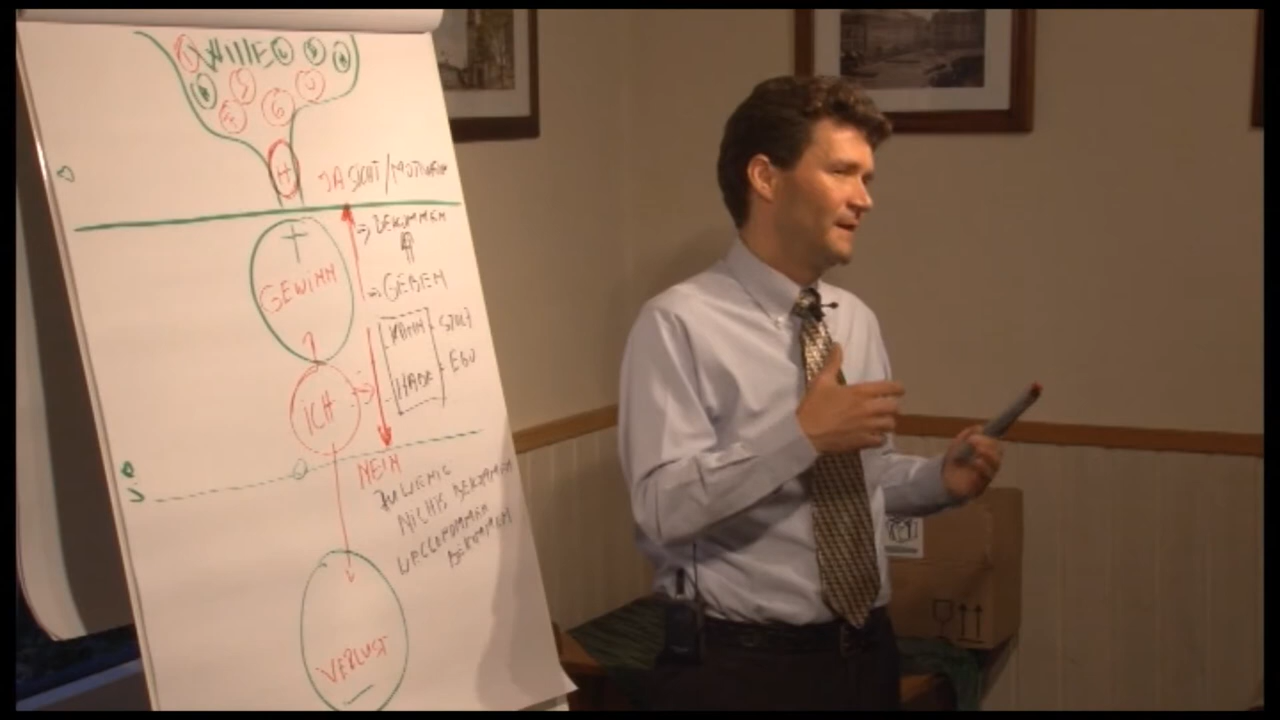 WILLE
H JA SICHT/MOTIVATION
⇒ BEKOMMEN
GEWINN
⇒ GEBEN
KANN STOLZ
HABE EGO
ICH
NEIN
ZU WENIG
NICHTS BEKOMMEN
WEGGENOMMEN
BEKOMMEN
VERLUST